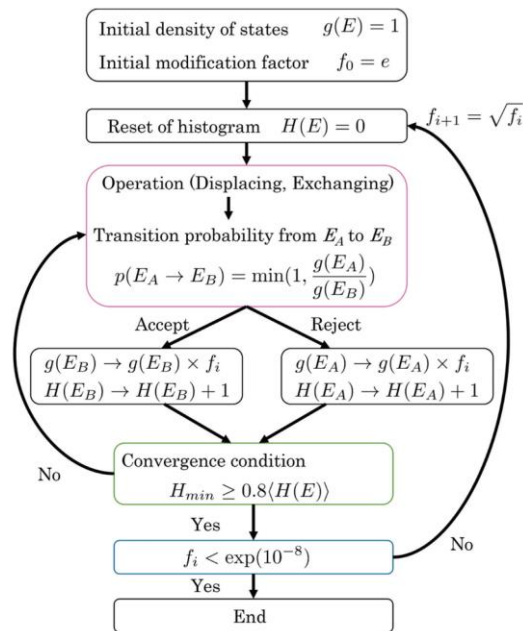 Initial density of states g(E) = 1
Initial modification factor f_0 = e
Reset of histogram H(E) = 0
f_{i+1} = √f_i
Operation (Displacing, Exchanging)
Transition probability from E_A to E_B
p(E_A → E_B) = min(1, g(E_A)/g(E_B))
Accept
Reject
g(E_B) → g(E_B) × f_i
H(E_B) → H(E_B) + 1
g(E_A) → g(E_A) × f_i
H(E_A) → H(E_A) + 1
No
Convergence condition
H_{min} ≥ 0.8⟨H(E)⟩
Yes
f_i < exp(10^{-8})
No
Yes
End